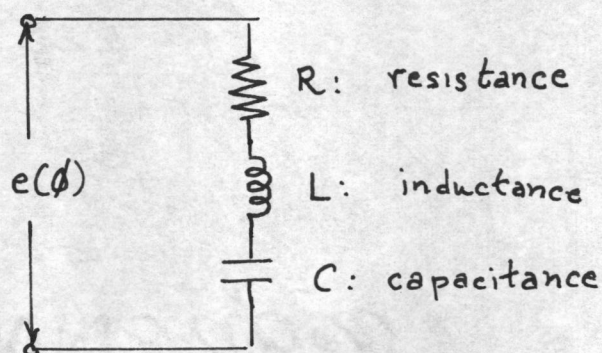 R: resistance
e(ϕ)
L: inductance
C: capacitance